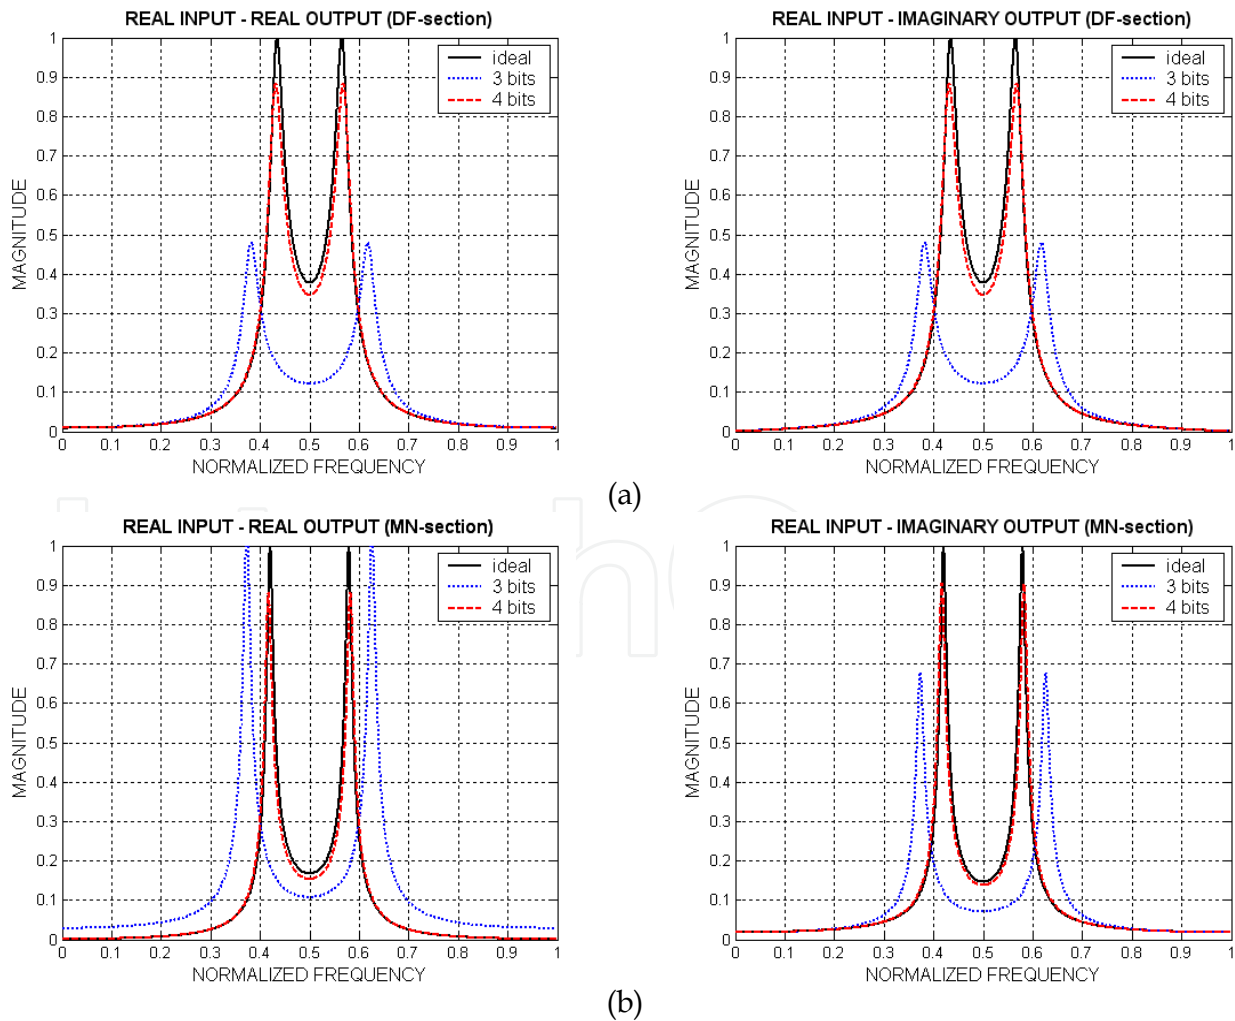 REAL INPUT - REAL OUTPUT (DF-section)
1
0.9
0.8
0.7
0.6
0.5
0.4
0.3
0.2
0.1
0
MAGNITUDE
ideal
3 bits
4 bits
0 0.1 0.2 0.3 0.4 0.5 0.6 0.7 0.8 0.9 1
NORMALIZED FREQUENCY
REAL INPUT - IMAGINARY OUTPUT (DF-section)
1
0.9
0.8
0.7
0.6
0.5
0.4
0.3
0.2
0.1
0
MAGNITUDE
ideal
3 bits
4 bits
0 0.1 0.2 0.3 0.4 0.5 0.6 0.7 0.8 0.9 1
NORMALIZED FREQUENCY
(a)
REAL INPUT - REAL OUTPUT (MN-section)
1
0.9
0.8
0.7
0.6
0.5
0.4
0.3
0.2
0.1
0
MAGNITUDE
ideal
3 bits
4 bits
0 0.1 0.2 0.3 0.4 0.5 0.6 0.7 0.8 0.9 1
NORMALIZED FREQUENCY
REAL INPUT - IMAGINARY OUTPUT (MN-section)
1
0.9
0.8
0.7
0.6
0.5
0.4
0.3
0.2
0.1
0
MAGNITUDE
ideal
3 bits
4 bits
0 0.1 0.2 0.3 0.4 0.5 0.6 0.7 0.8 0.9 1
NORMALIZED FREQUENCY
(b)